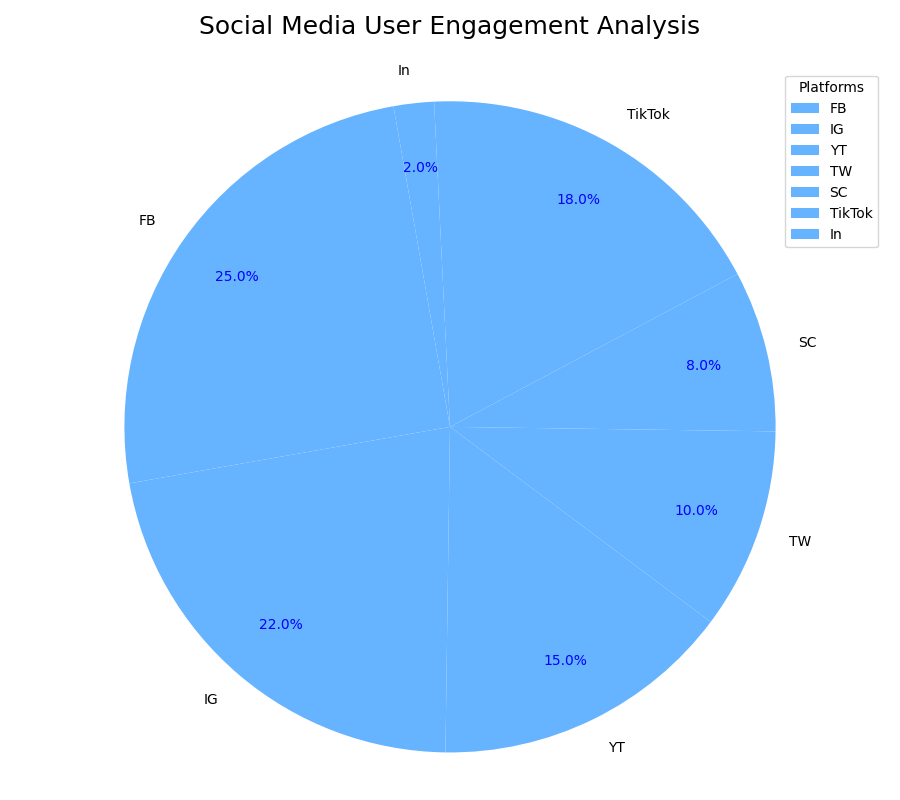 Social Media User Engagement Analysis
In
TikTok
FB
SC
TW
IG
YT
2.0%
18.0%
25.0%
8.0%
10.0%
22.0%
15.0%
Platforms
FB
IG
YT
TW
SC
TikTok
In